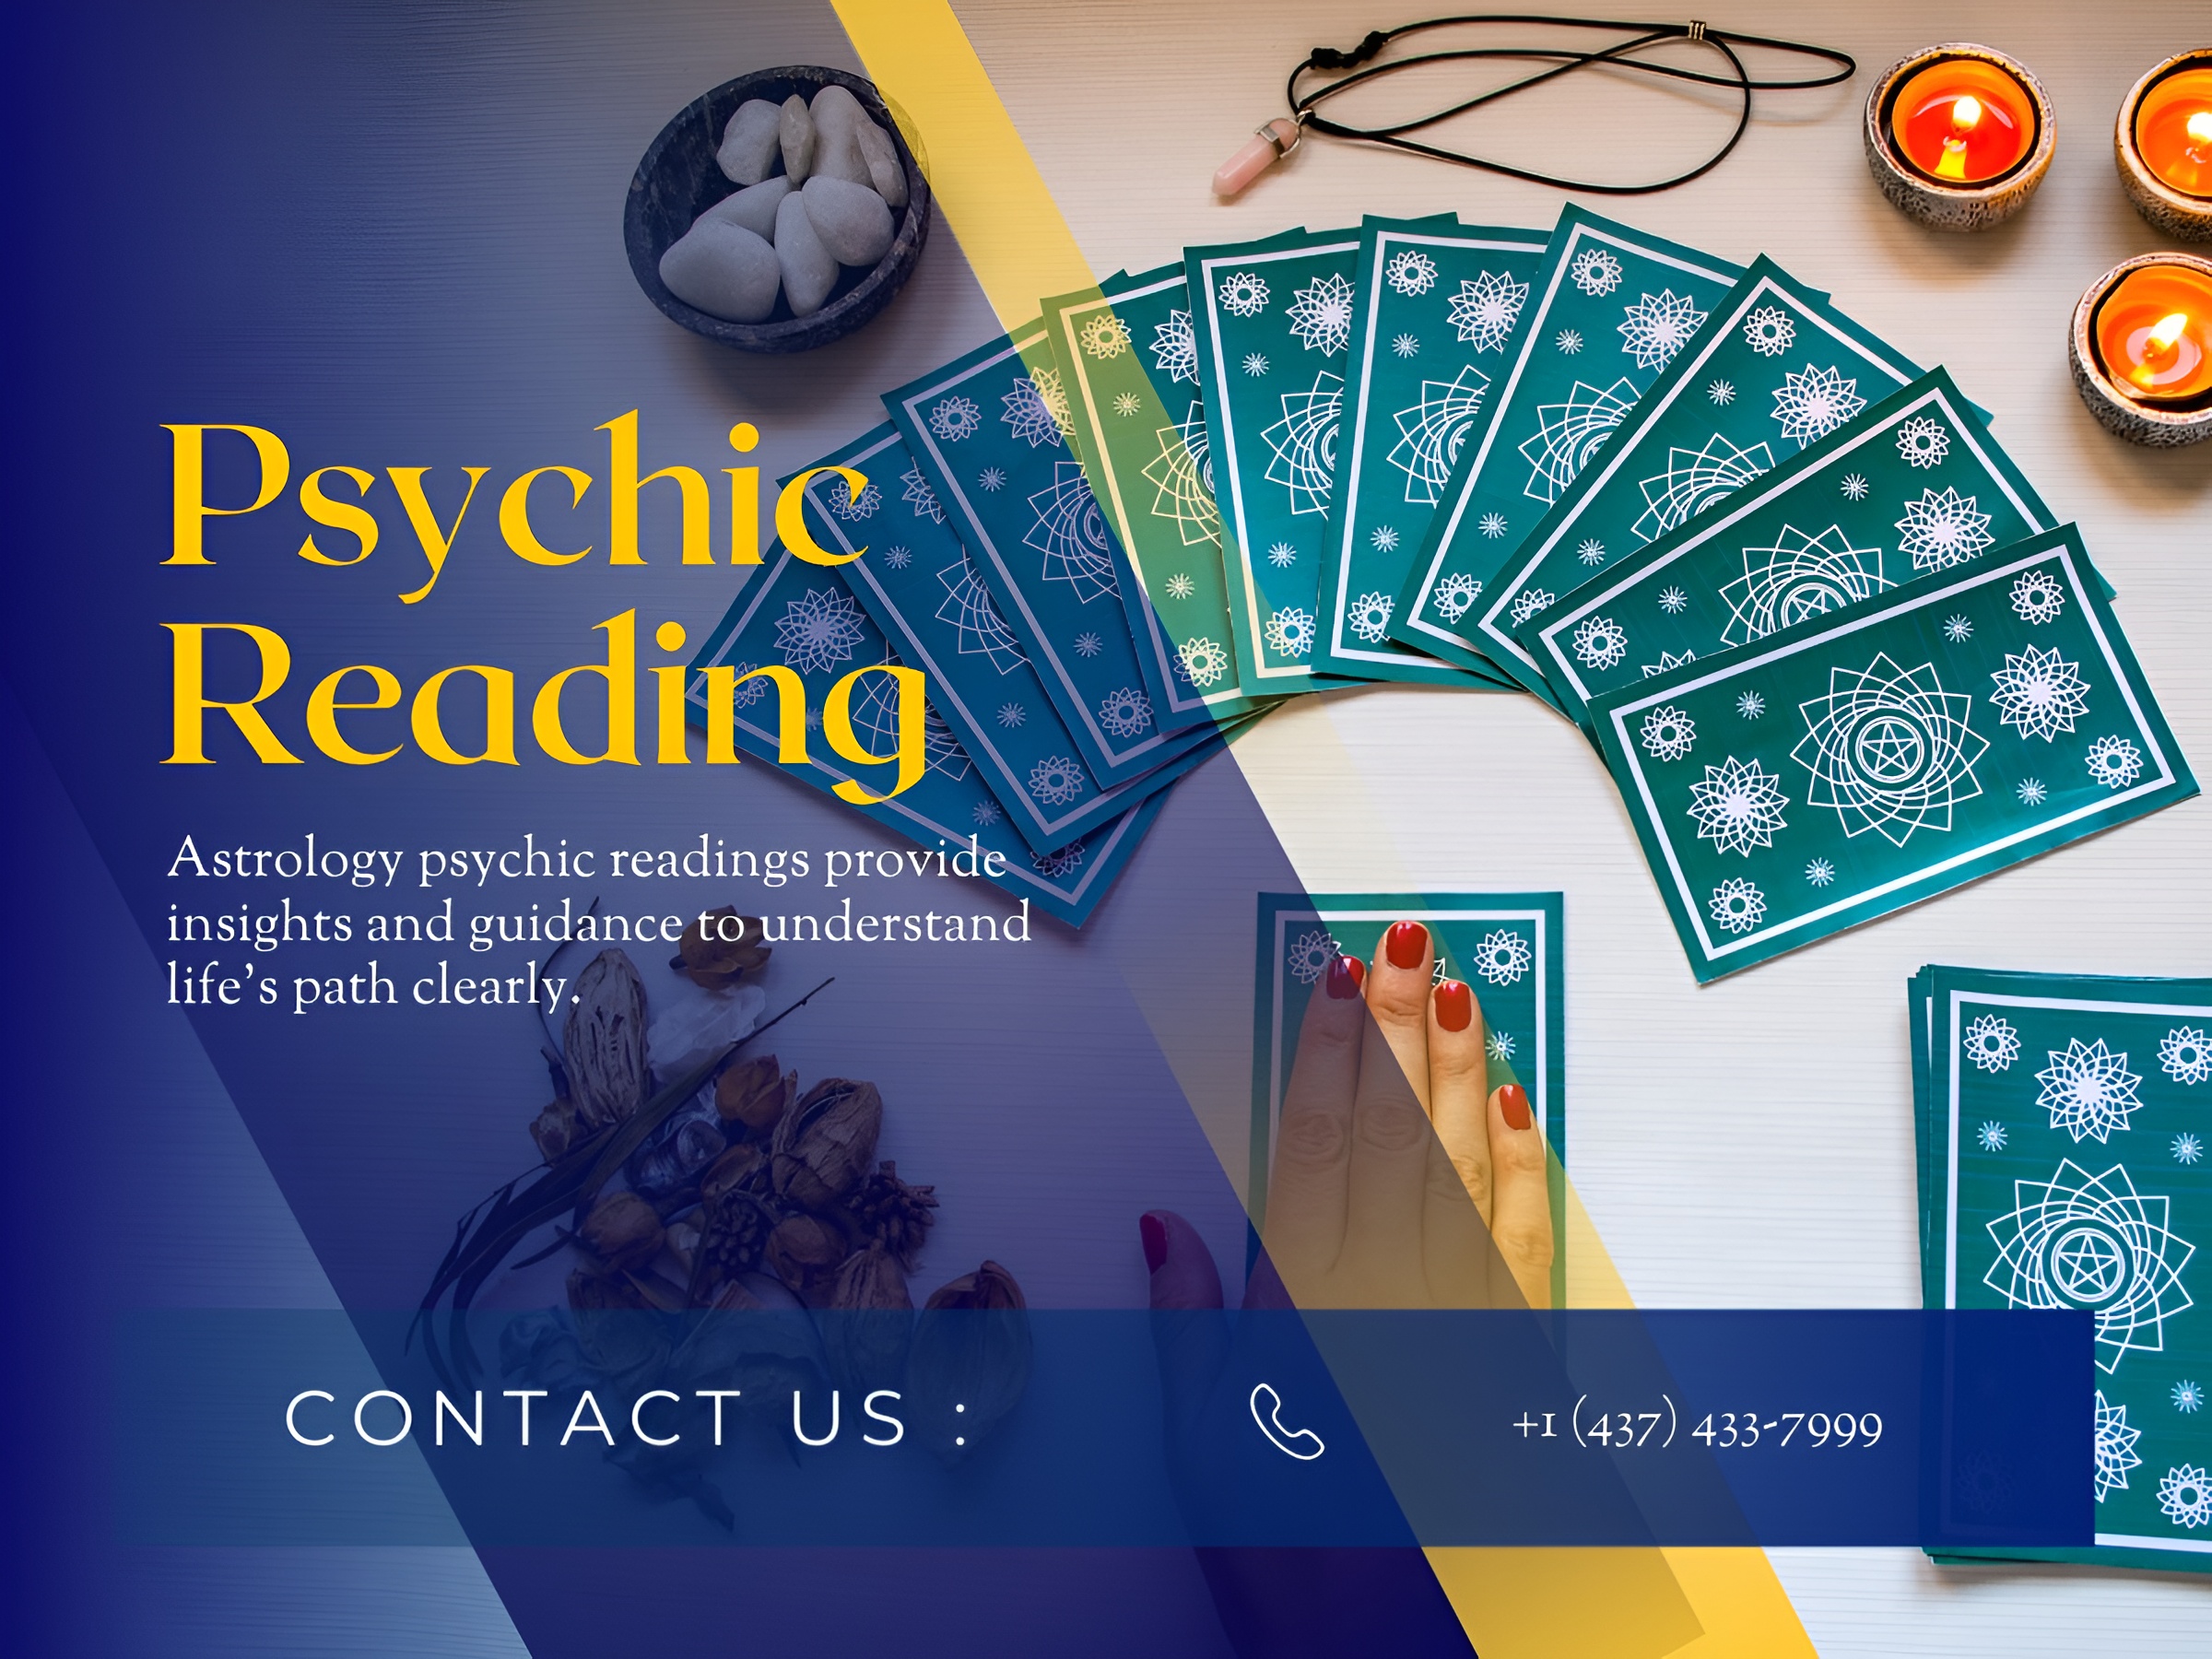 Psychic
Reading
Astrology psychic readings provide
insights and guidance to understand
life's path clearly.
CONTACT US :
+1 (437) 433-7999